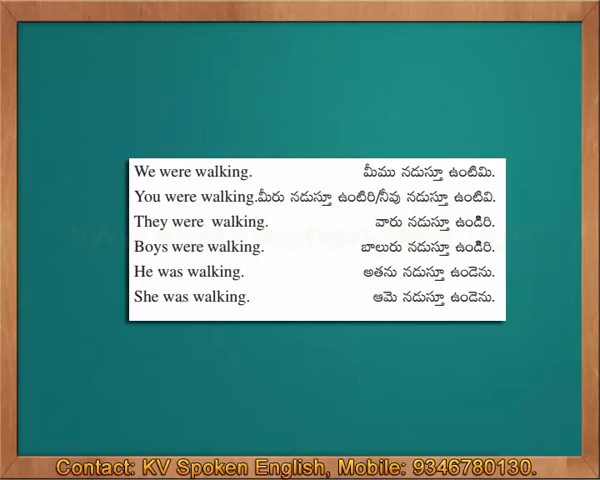 We were walking. మీము నడుస్తూ ఉంటిమి.
You were walking.మీరు నడుస్తూ ఉంటిరి/నీవు నడుస్తూ ఉంటివి.
They were walking. వారు నడుస్తూ ఉండిరి.
Boys were walking. బాలురు నడుస్తూ ఉండిరి.
He was walking. అతను నడుస్తూ ఉండెను.
She was walking. ఆమె నడుస్తూ ఉండెను.
Contact: KV Spoken English, Mobile: 9346780130.